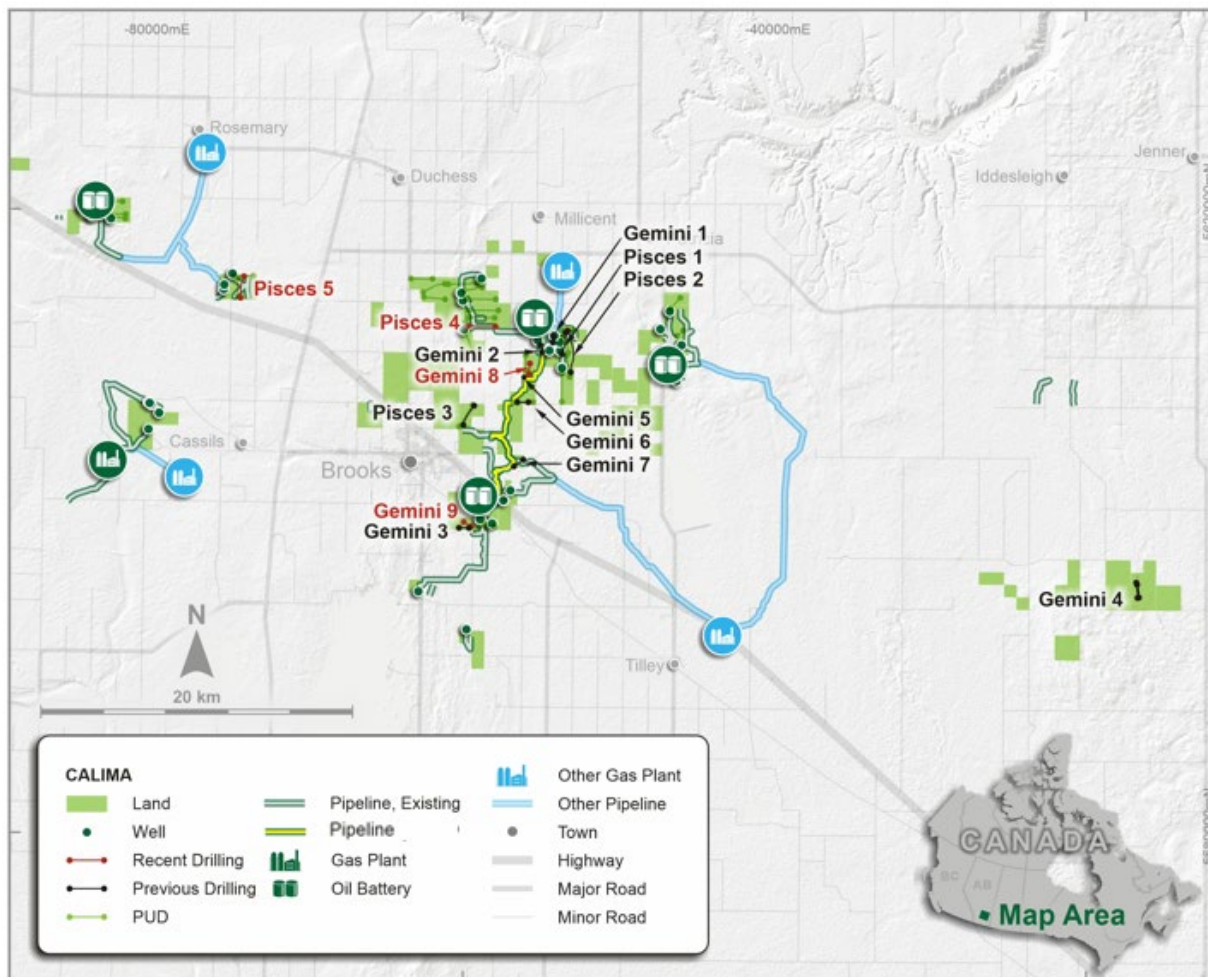 -80000mE
-40000mE
Rosemary
Jenner
Duchess
Iddesleigh
5620000mN
Millicent
Gemini 1
Pisces 1
Pisces 2
Pisces 5
Pisces 4
Gemini 2
Gemini 8
Pisces 3
Gemini 5
Gemini 6
Gemini 7
Cassils
Brooks
Gemini 9
Gemini 3
Gemini 4
N
Tilley
20 km
CALIMA
Land
Well
Recent Drilling
Previous Drilling
PUD
Pipeline, Existing
Pipeline
Gas Plant
Oil Battery
Other Gas Plant
Other Pipeline
Town
Highway
Major Road
Minor Road
CANADA
BC
AB
Map Area